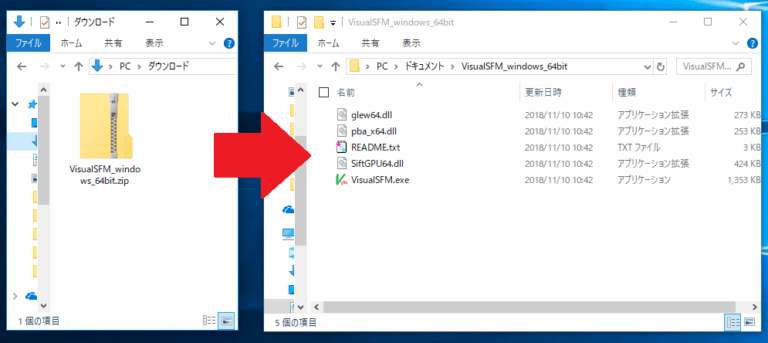 ダウンロード
ファイル ホーム 共有 表示
PC ダウンロード
VisualSFM_windo
ws_64bit.zip
1 個の項目
VisualSFM_windows_64bit
ファイル ホーム 共有 表示
PC ドキュメント VisualSFM_windows_64bit VisualSFM...
名前 更新日時 種類 サイズ
glew64.dll 2018/11/10 10:42 アプリケーション拡張 273 KB
pba_x64.dll 2018/11/10 10:42 アプリケーション拡張 253 KB
README.txt 2018/11/10 10:42 TXT ファイル 3 KB
SiftGPU64.dll 2018/11/10 10:42 アプリケーション拡張 424 KB
VisualSFM.exe 2018/11/10 10:42 アプリケーション 1,353 KB
5 個の項目